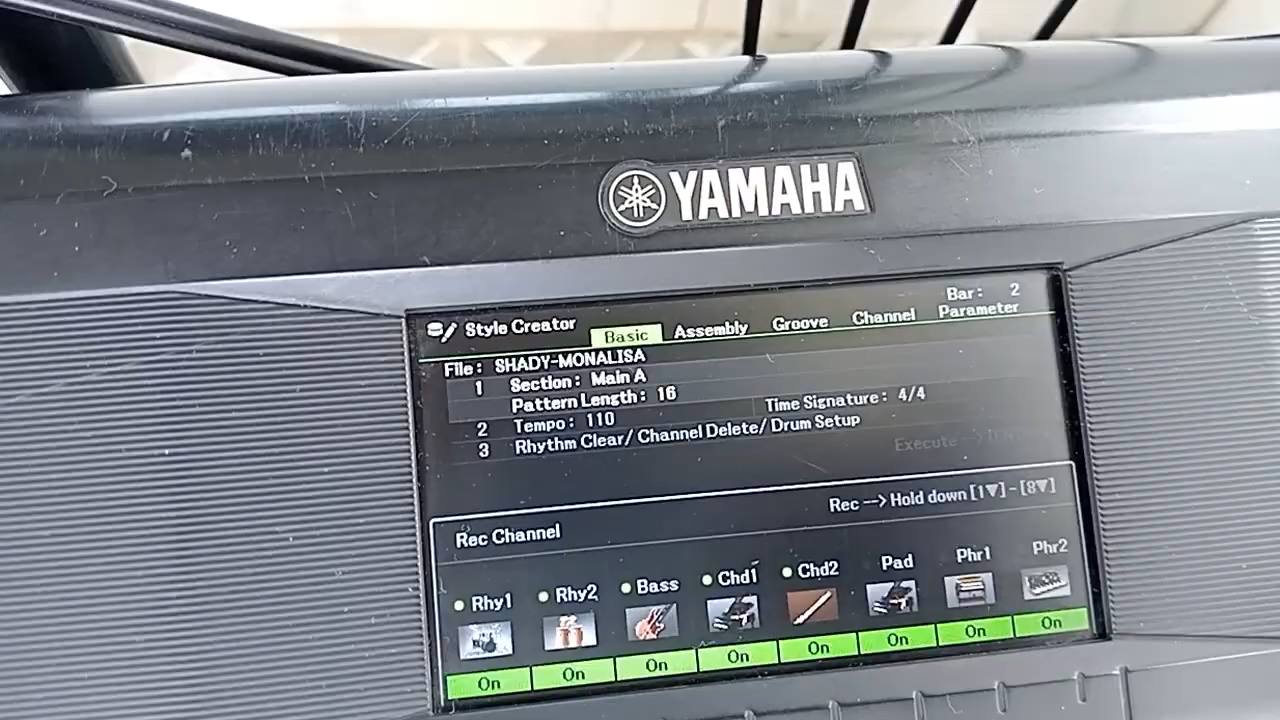 YAMAHA
Style Creator
Basic Assembly Groove Channel Parameter
Bar: 2
File: SHADY-MONALISA
1 Section: Main A
Pattern Length: 16
2 Tempo: 110 Time Signature: 4/4
3 Rhythm Clear/ Channel Delete/ Drum Setup
Execute
Rec --> Hold down [1▼] - [8▼]
Rec Channel
Rhy1 Rhy2 Bass Chd1 Chd2 Pad Phr1 Phr2
On On On On On On On On